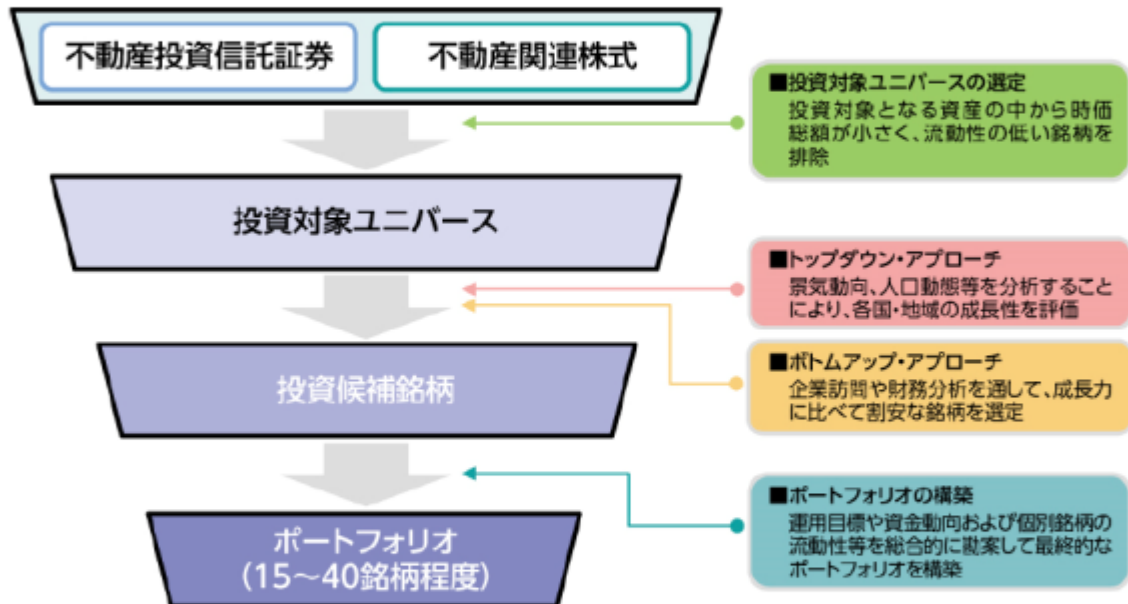 不動産投資信託証券
不動産関連株式
■投資対象ユニバースの選定
投資対象となる資産の中から時価
総額が小さく、流動性の低い銘柄を
排除
投資対象ユニバース
■トップダウン・アプローチ
景気動向、人口動態等を分析すること
により、各国・地域の成長性を評価
■ボトムアップ・アプローチ
企業訪問や財務分析を通して、成長力
に比べて割安な銘柄を選定
投資候補銘柄
■ポートフォリオの構築
運用目標や資金動向および個別銘柄の
流動性等を総合的に勘案して最終的な
ポートフォリオを構築
ポートフォリオ
(15～40銘柄程度)